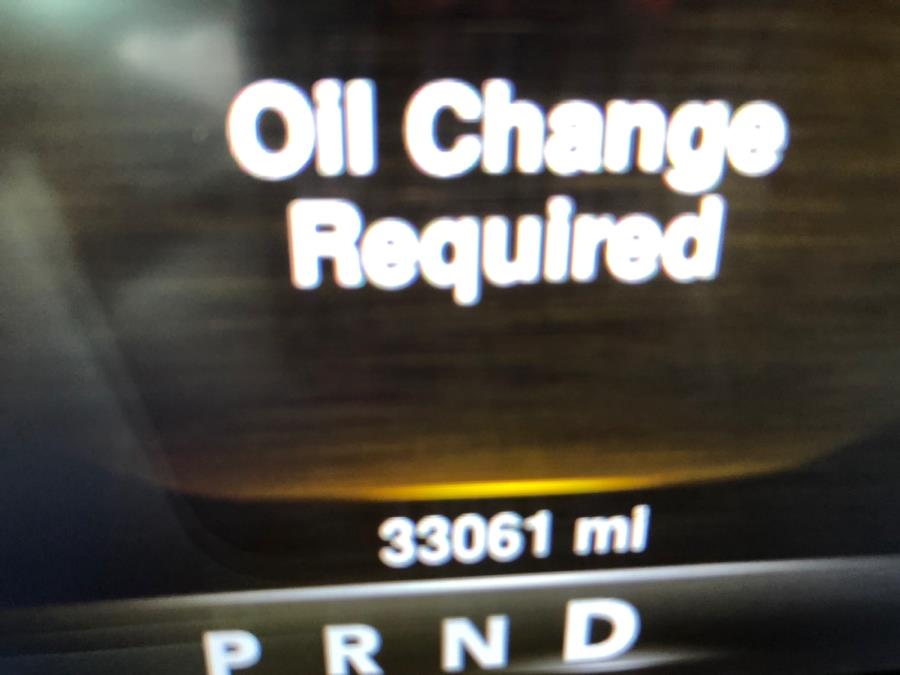 Oil Change
Required
33061 mi
P R N D